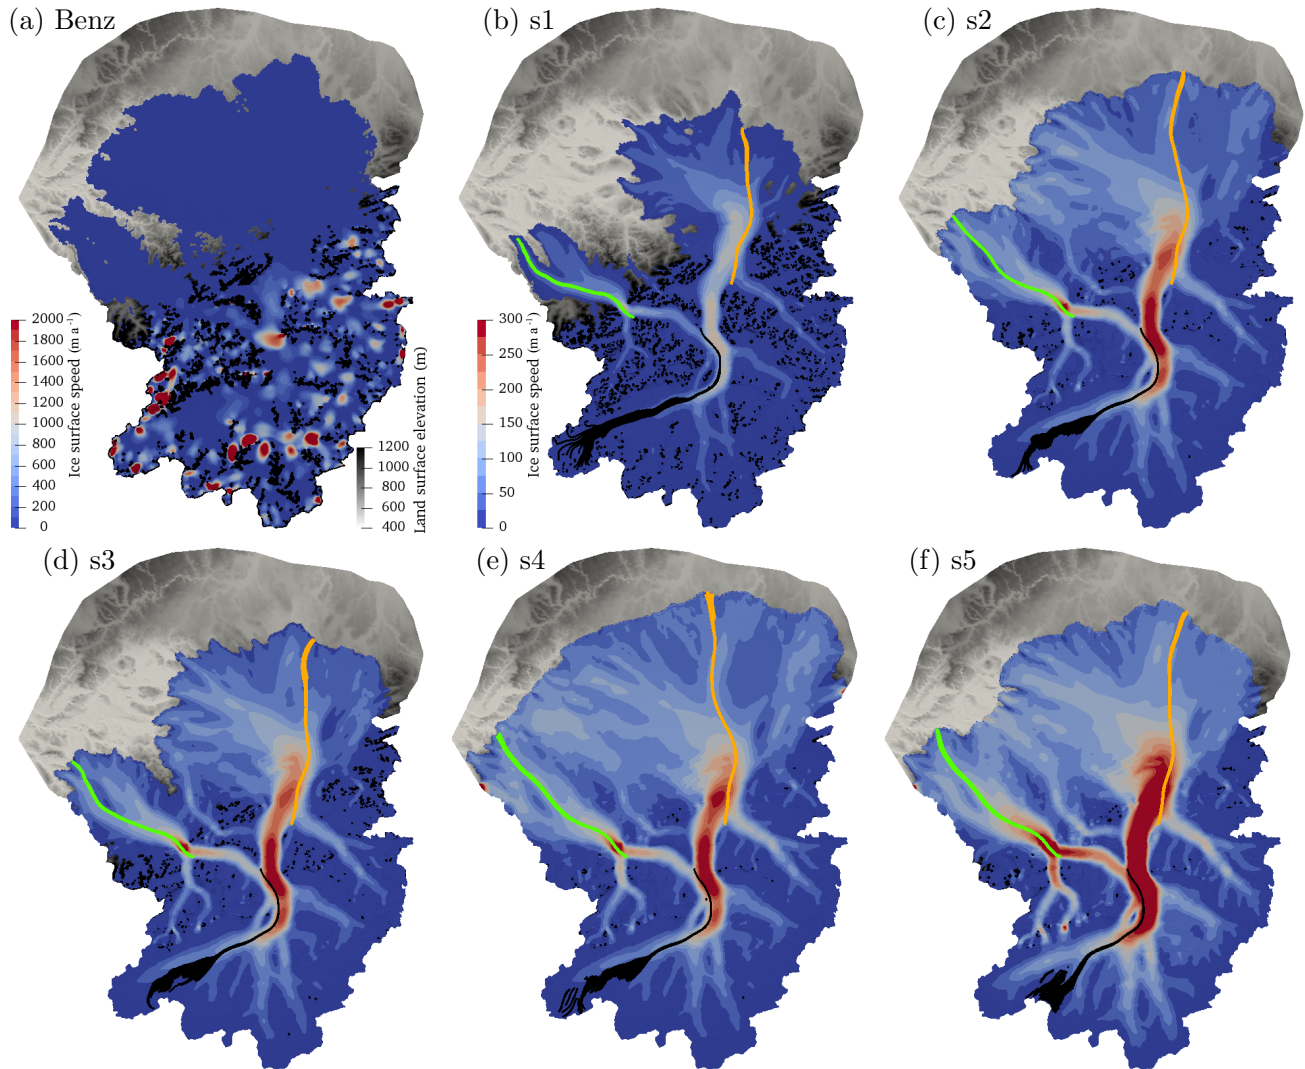 (a) Benz
(b) s1
(c) s2
2000
1800
1600
1400
1200
1000
800
600
400
200
0
Ice surface speed (m a⁻¹)
1200
1000
800
600
400
Land surface elevation (m)
300
250
200
150
100
50
0
Ice surface speed (m a⁻¹)
(d) s3
(e) s4
(f) s5